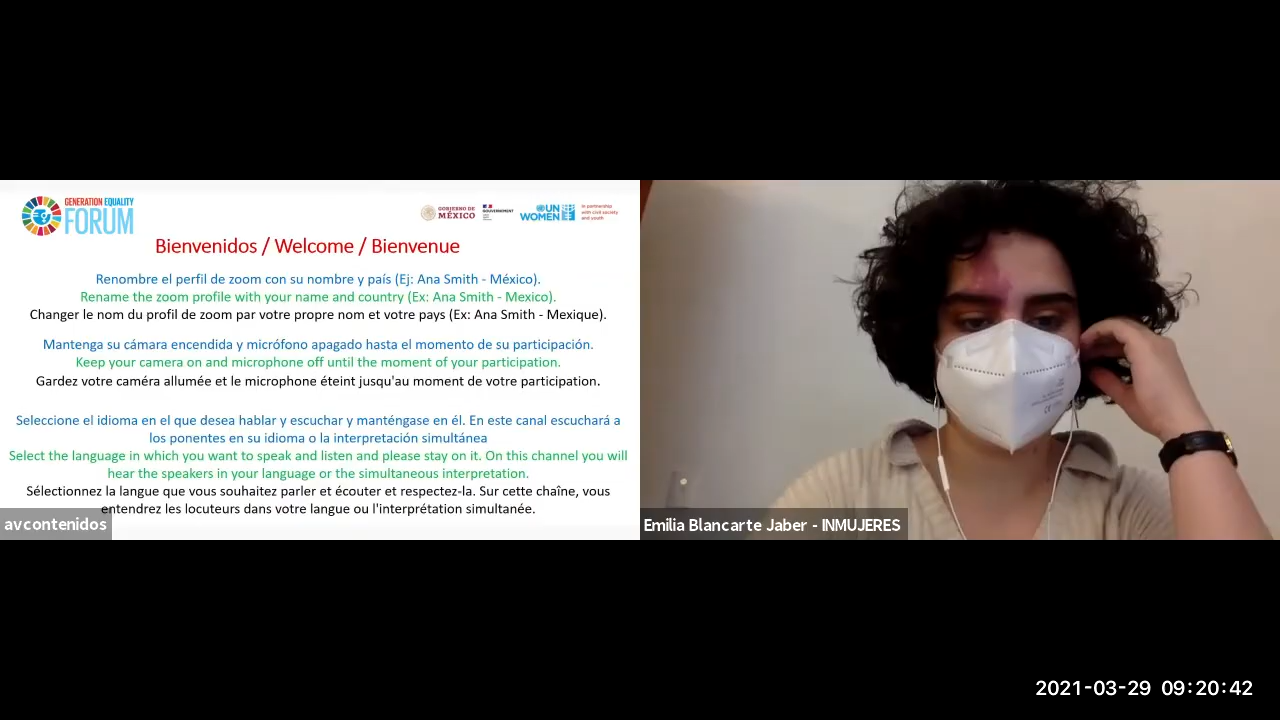 GENERATION EQUALITY
FORUM
GOBIERNO DE
MÉXICO
GOUVERNEMENT
UN
WOMEN
In partnership
with civil society
and youth
Bienvenidos / Welcome / Bienvenue
Renombre el perfil de zoom con su nombre y país (Ej: Ana Smith - México).
Rename the zoom profile with your name and country (Ex: Ana Smith - Mexico).
Changer le nom du profil de zoom par votre propre nom et votre pays (Ex: Ana Smith - Mexique).
Mantenga su cámara encendida y micrófono apagado hasta el momento de su participación.
Keep your camera on and microphone off until the moment of your participation.
Gardez votre caméra allumée et le microphone éteint jusqu'au moment de votre participation.
Seleccione el idioma en el que desea hablar y escuchar y manténgase en él. En este canal escuchará a
los ponentes en su idioma o la interpretación simultánea
Select the language in which you want to speak and listen and please stay on it. On this channel you will
hear the speakers in your language or the simultaneous interpretation.
Sélectionnez la langue que vous souhaitez parler et écouter et respectez-la. Sur cette chaîne, vous
entendrez les locuteurs dans votre langue ou l'interprétation simultanée.
avcontenidos
Emilia Blancarte Jaber - INMUJERES
2021-03-29 09:20:42